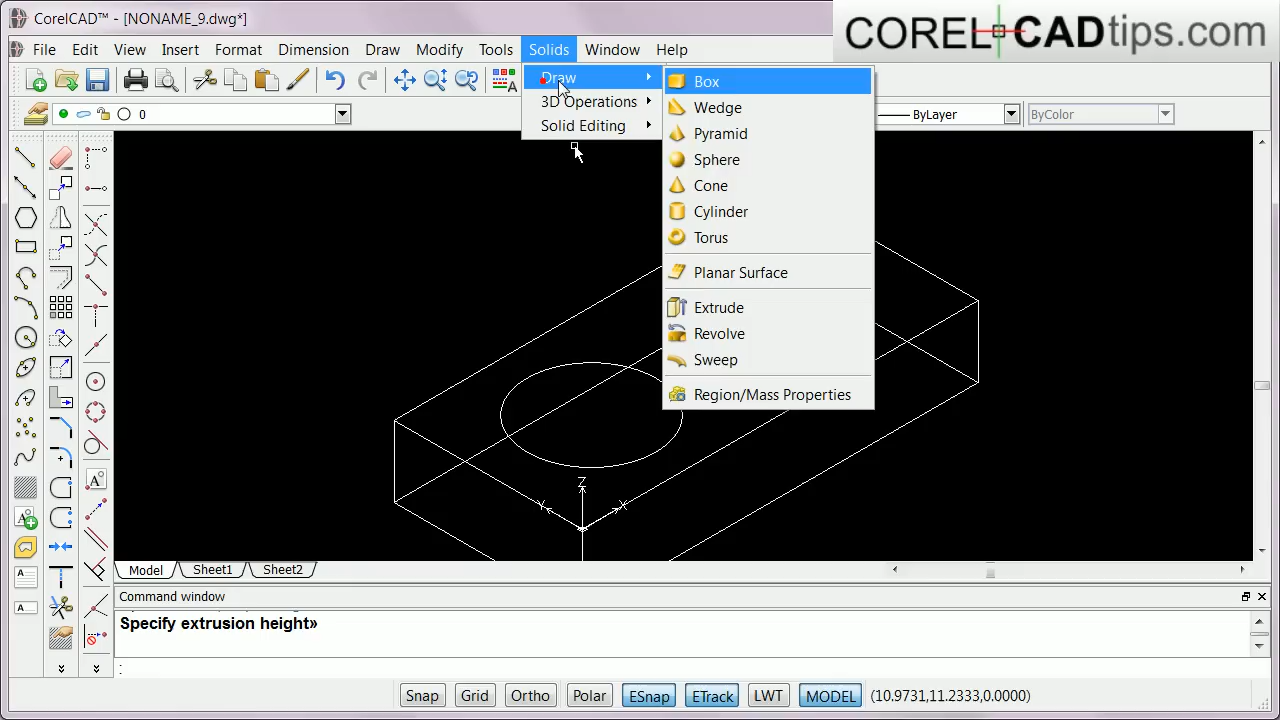 CorelCAD™ - [NONAME_9.dwg*]
COREL CADtips.com
File Edit View Insert Format Dimension Draw Modify Tools Solids Window Help
Draw
3D Operations
Solid Editing
Box
Wedge
Pyramid
Sphere
Cone
Cylinder
Torus
Planar Surface
Extrude
Revolve
Sweep
Region/Mass Properties
0
ByLayer
ByColor
Z
Y
X
Model Sheet1 Sheet2
Command window
Specify extrusion height»
:
Snap Grid Ortho Polar ESnap ETrack LWT MODEL (10.9731,11.2333,0.0000)